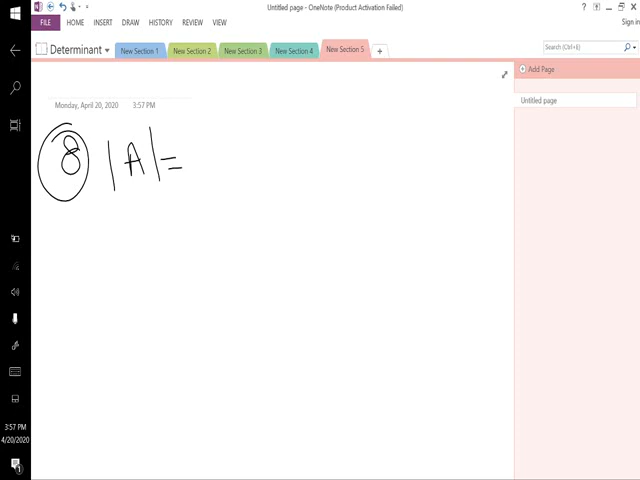 Untitled page - OneNote (Product Activation Failed)
FILE HOME INSERT DRAW HISTORY REVIEW VIEW
Sign in
Determinant New Section 1 New Section 2 New Section 3 New Section 4 New Section 5 +
Search (Ctrl+E)
Add Page
Untitled page
Monday, April 20, 2020 3:57 PM
8 |A| =
3:57 PM
4/20/2020